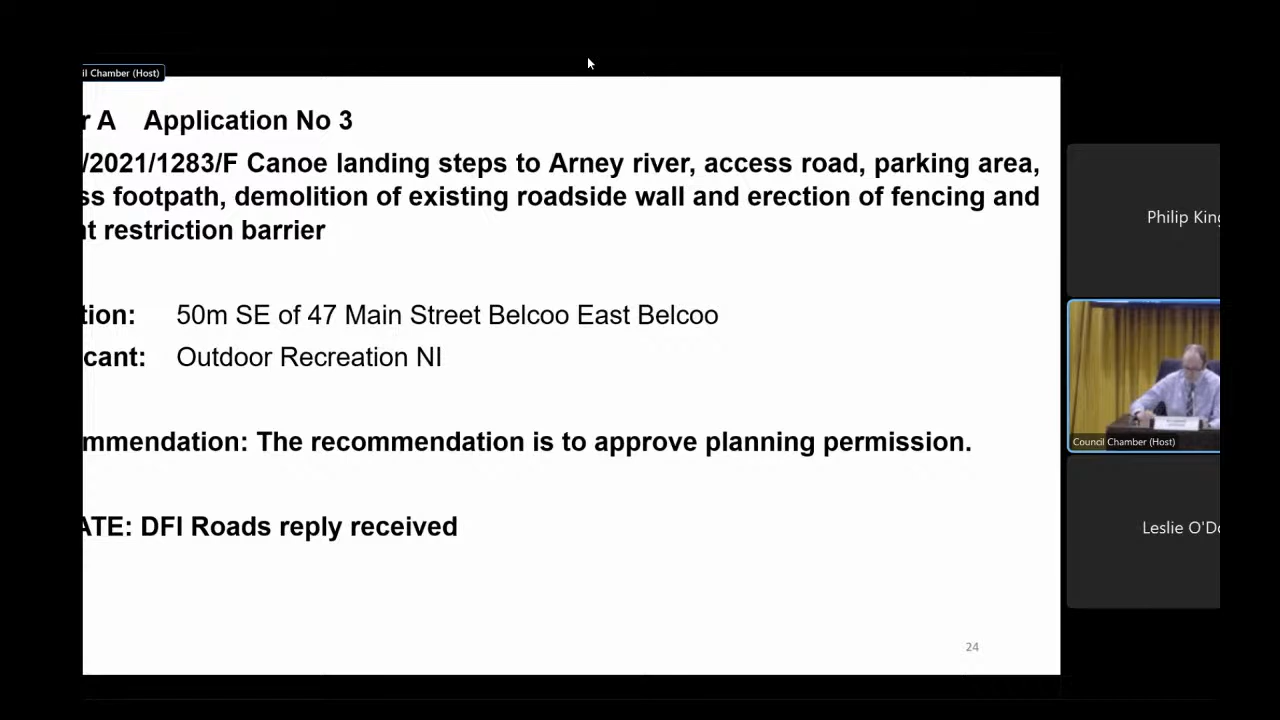 il Chamber (Host)
r A Application No 3
/2021/1283/F Canoe landing steps to Arney river, access road, parking area,
ss footpath, demolition of existing roadside wall and erection of fencing and
nt restriction barrier
tion: 50m SE of 47 Main Street Belcoo East Belcoo
cant: Outdoor Recreation NI
mmendation: The recommendation is to approve planning permission.
ATE: DFI Roads reply received
24
Philip King
Council Chamber (Host)
Leslie O'Do